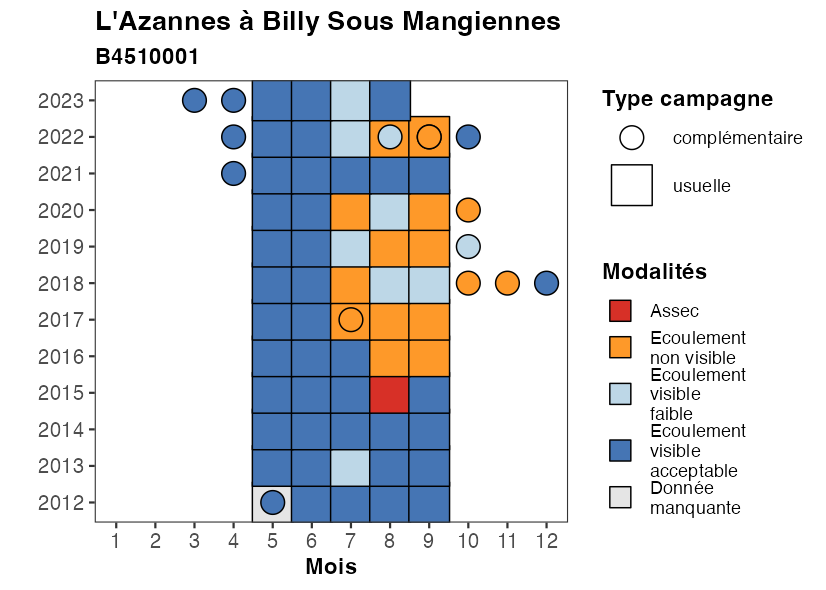 L'Azannes à Billy Sous Mangiennes
B4510001
2023
2022
2021
2020
2019
2018
2017
2016
2015
2014
2013
2012
1 2 3 4 5 6 7 8 9 10 11 12
Mois
Type campagne
complémentaire
usuelle
Modalités
Assec
Ecoulement
non visible
Ecoulement
visible
faible
Ecoulement
visible
acceptable
Donnée
manquante